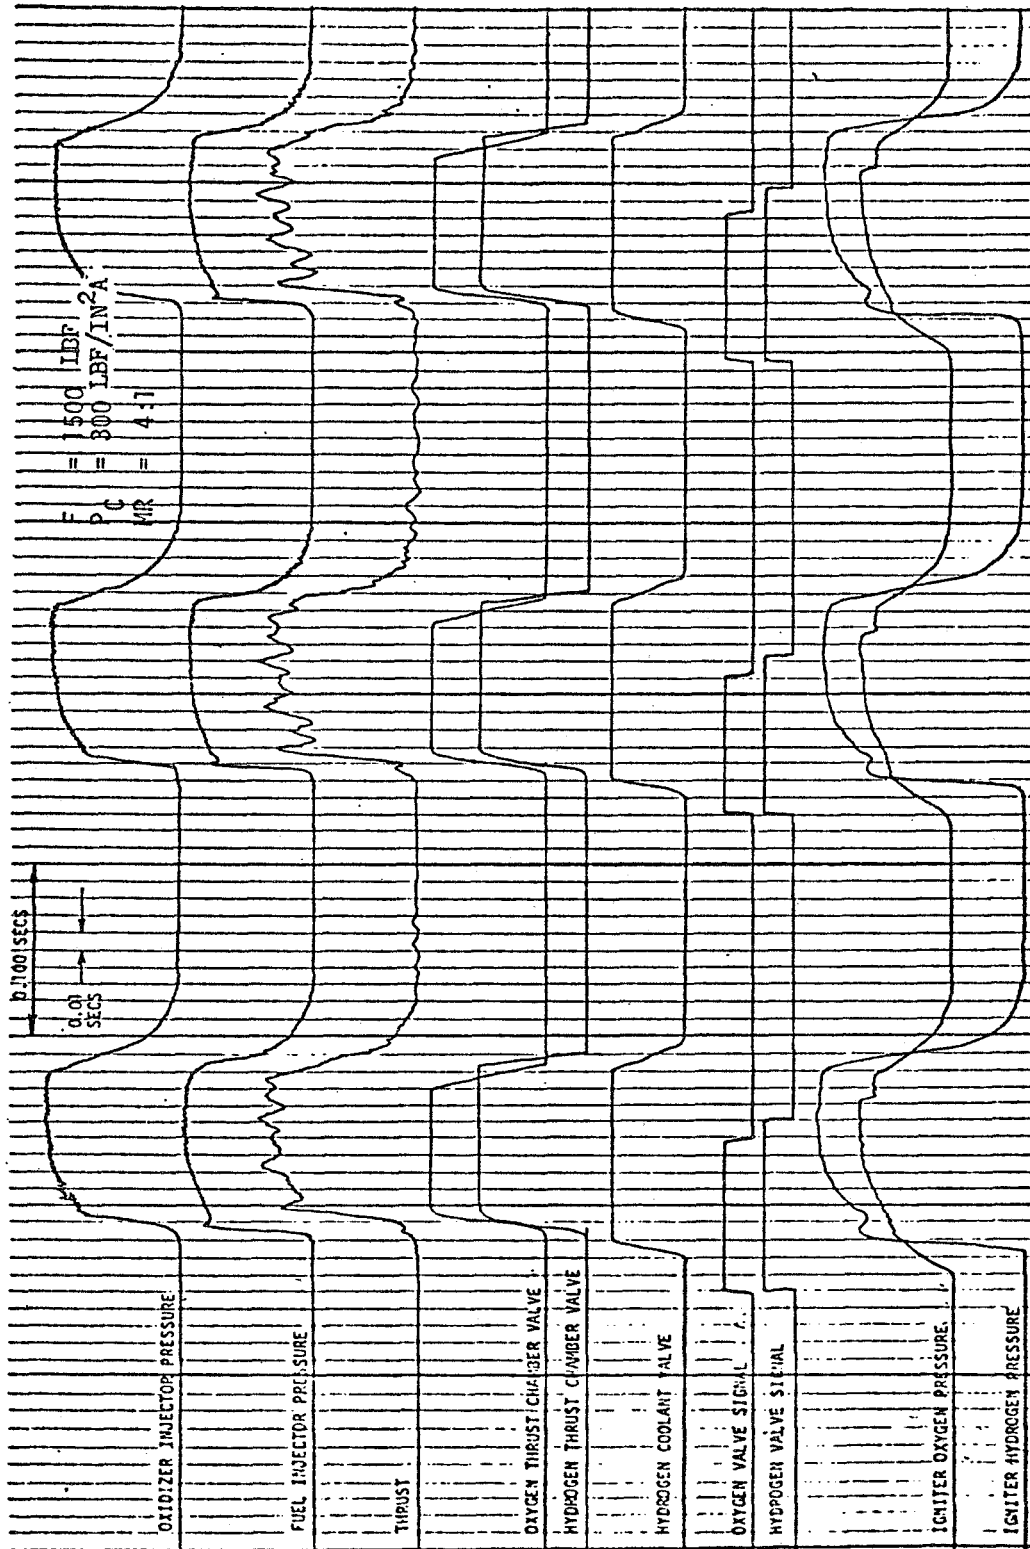 0.100 SECS
0.01
SECS
F = 1500 LBF
P C = 300 LBF/IN2A
MR = 4:1
OXIDIZER INJECTOR PRESSURE
FUEL INJECTOR PRESSURE
THRUST
OXYGEN THRUST CHAMBER VALVE
HYDROGEN THRUST CHAMBER VALVE
HYDROGEN COOLANT VALVE
OXYGEN VALVE SIGNAL
HYDROGEN VALVE SIGNAL
IGNITER OXYGEN PRESSURE
IGNITER HYDROGEN PRESSURE